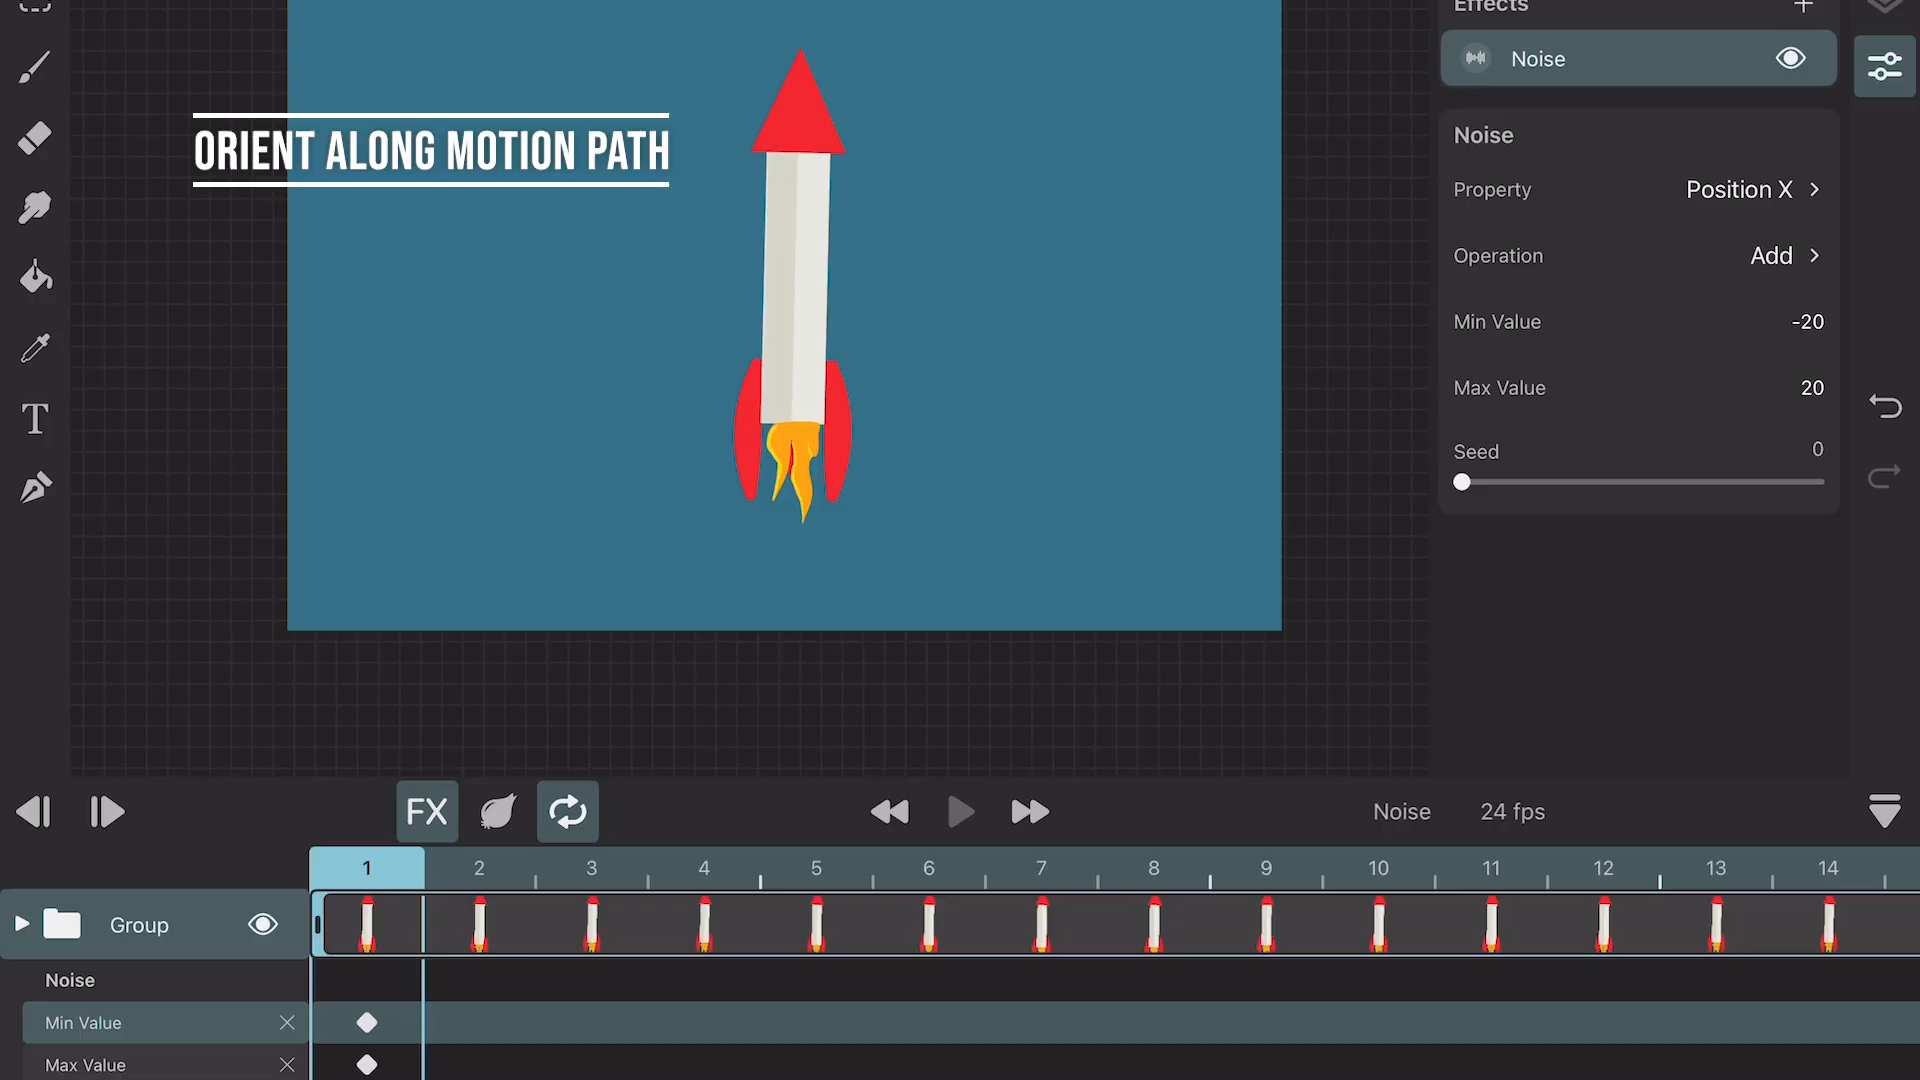 Effects
Noise
ORIENT ALONG MOTION PATH
Noise
Property Position X
Operation Add
Min Value -20
Max Value 20
Seed 0
T
FX Noise 24 fps
1 2 3 4 5 6 7 8 9 10 11 12 13 14
Group
Noise
Min Value
Max Value